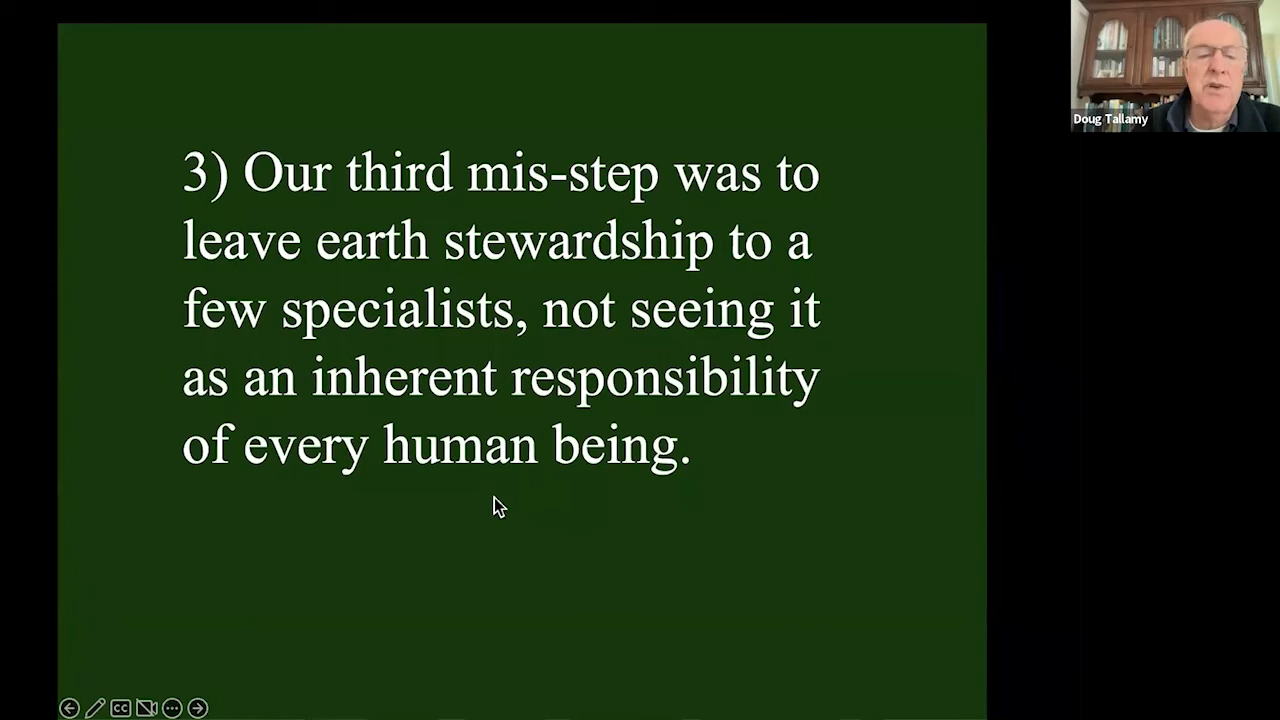 3) Our third mis-step was to
leave earth stewardship to a
few specialists, not seeing it
as an inherent responsibility
of every human being.
Doug Tallamy
CC